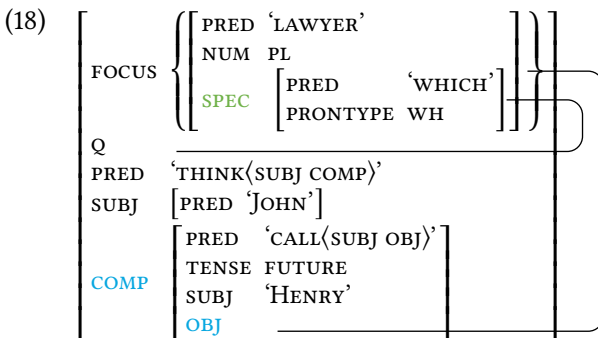 (18)
PRED ‘LAWYER’
NUM PL
FOCUS
SPEC
PRED ‘WHICH’
PRONTYPE WH
Q
PRED ‘THINK⟨SUBJ COMP⟩’
SUBJ [PRED ‘JOHN’]
PRED ‘CALL⟨SUBJ OBJ⟩’
TENSE FUTURE
COMP
SUBJ ‘HENRY’
OBJ